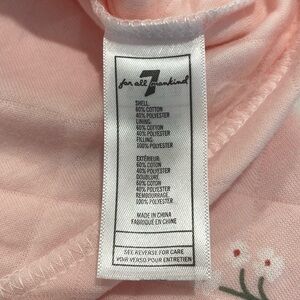 7
for all mankind
SHELL
60% COTTON
40% POLYESTER
LINING
60% COTTON
40% POLYESTER
FILLING
100% POLYESTER
EXTÉRIEUR
60% COTON
40% POLYESTER
DOUBLURE
60% COTON
40% POLYESTER
REMBOURRAGE
100% POLYESTER
MADE IN CHINA
FABRIQUÉ EN CHINE
SEE REVERSE FOR CARE
VOIR VERSO POUR ENTRETIEN